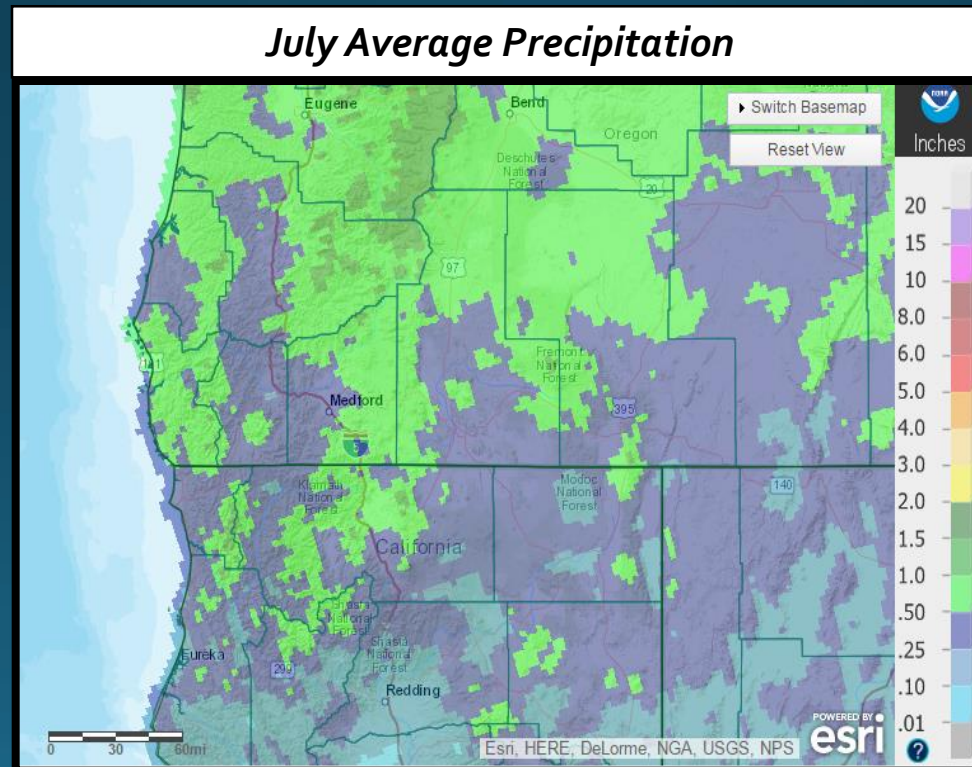 July Average Precipitation
Switch Basemap
Reset View
Inches
20
15
10
8.0
6.0
5.0
4.0
3.0
2.0
1.5
1.0
.50
.25
.10
.01
?
Eugene
Bend
Oregon
Deschutes
National
Forest
20
97
Fremont
National
Forest
Medford
395
5
Klamath
National
Forest
Modoc
National
Forest
140
California
Shasta
National
Forest
Shasta
National
Forest
Eureka
299
Redding
0 30 60mi
Esri, HERE, DeLorme, NGA, USGS, NPS
POWERED BY
esri